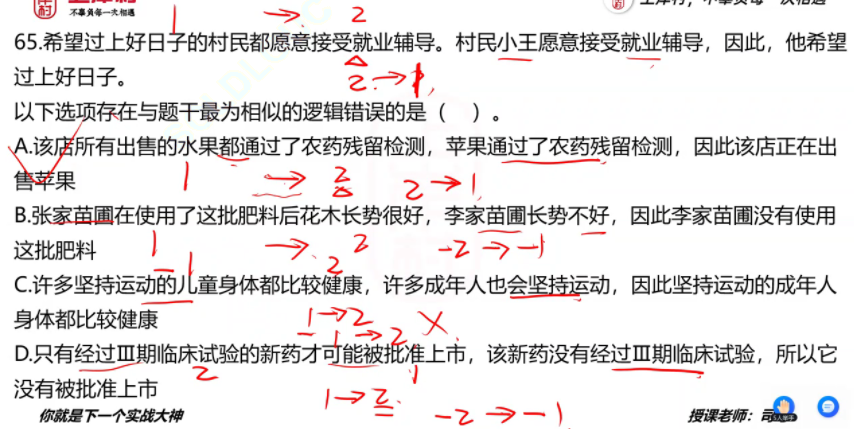 不辜负每一次相遇
1 → 2
65.希望过上好日子的村民都愿意接受就业辅导。村民小王愿意接受就业辅导，因此，他希望
过上好日子。
2 → 1
以下选项存在与题干最为相似的逻辑错误的是（　）。
A.该店所有出售的水果都通过了农药残留检测，苹果通过了农药残留检测，因此该店正在出
售苹果
1 → 2 2 → 1
B.张家苗圃在使用了这批肥料后花木长势很好，李家苗圃长势不好，因此李家苗圃没有使用
这批肥料
1 → 2 -2 → -1
-1 2
C.许多坚持运动的儿童身体都比较健康，许多成年人也会坚持运动，因此坚持运动的成年人
身体都比较健康
1 → 2
-1 → 2 X
D.只有经过Ⅲ期临床试验的新药才可能被批准上市，该新药没有经过Ⅲ期临床试验，所以它
2 1
没有被批准上市
1 → 2 -2 → -1
你就是下一个实战大神
授课老师：司